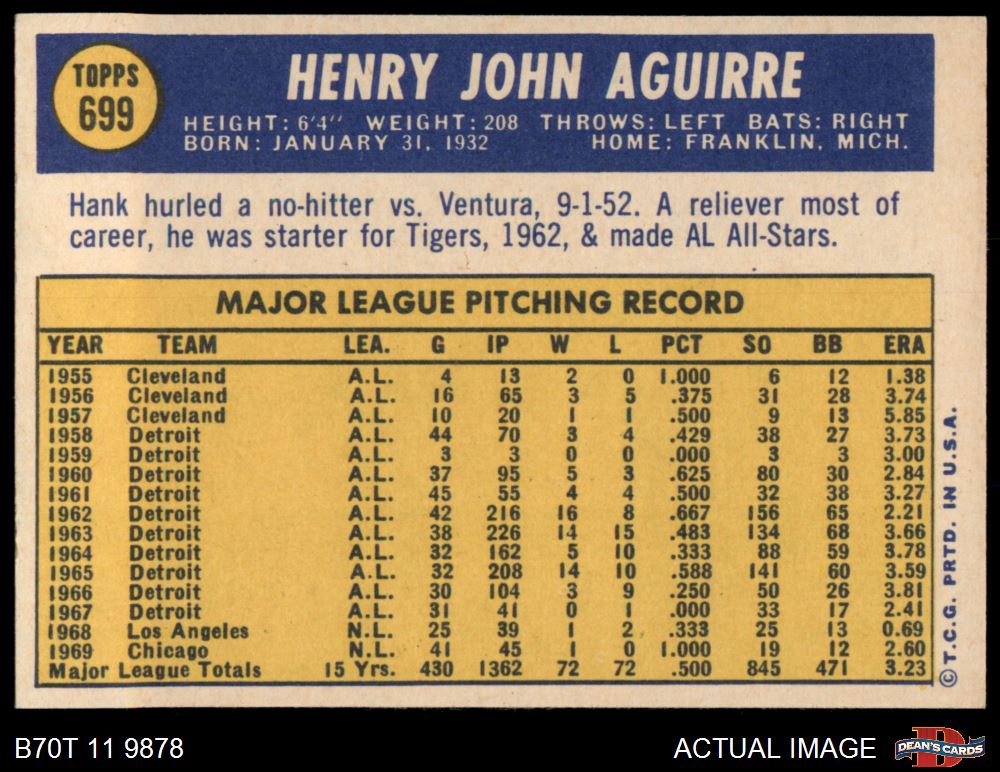 TOPPS
699
HENRY JOHN AGUIRRE
HEIGHT: 6'4" WEIGHT: 208 THROWS: LEFT BATS: RIGHT
BORN: JANUARY 31, 1932 HOME: FRANKLIN, MICH.
Hank hurled a no-hitter vs. Ventura, 9-1-52. A reliever most of
career, he was starter for Tigers, 1962, & made AL All-Stars.
MAJOR LEAGUE PITCHING RECORD
YEAR TEAM LEA. G IP W L PCT SO BB ERA
1955 Cleveland A.L. 4 13 2 0 1.000 6 12 1.38
1956 Cleveland A.L. 16 65 3 5 .375 31 28 3.74
1957 Cleveland A.L. 10 20 1 1 .500 9 13 5.85
1958 Detroit A.L. 44 70 3 4 .429 38 27 3.73
1959 Detroit A.L. 3 3 0 0 .000 3 3 3.00
1960 Detroit A.L. 37 95 5 3 .625 80 30 2.84
1961 Detroit A.L. 45 55 4 4 .500 32 38 3.27
1962 Detroit A.L. 42 216 16 8 .667 156 65 2.21
1963 Detroit A.L. 38 226 14 15 .483 134 68 3.66
1964 Detroit A.L. 32 162 5 10 .333 88 59 3.78
1965 Detroit A.L. 32 208 14 10 .588 141 60 3.59
1966 Detroit A.L. 30 104 3 9 .250 50 26 3.81
1967 Detroit A.L. 31 41 0 1 .000 33 17 2.41
1968 Los Angeles N.L. 25 39 1 2 .333 25 13 0.69
1969 Chicago N.L. 41 45 1 0 1.000 19 12 2.60
Major League Totals 15 Yrs. 430 1362 72 72 .500 845 471 3.23
©T.C.G. PRTD. IN U.S.A.
B70T 11 9878
ACTUAL IMAGE
DEAN'S CARDS